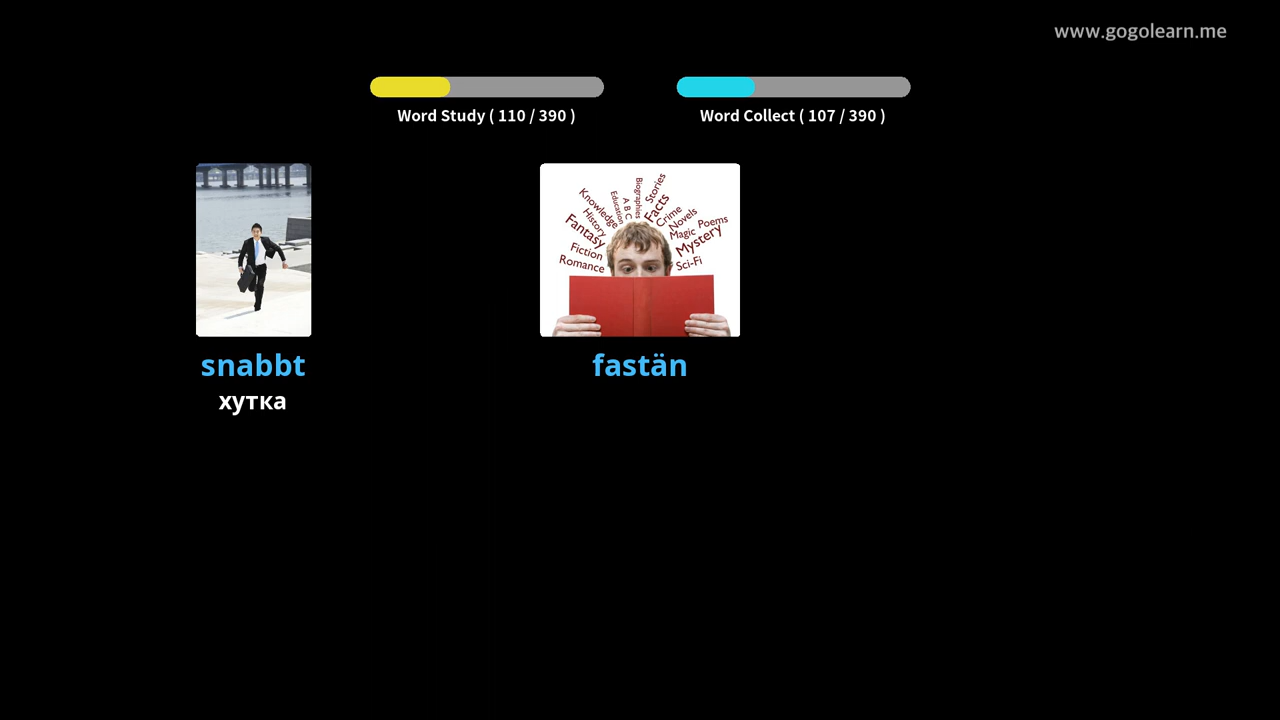 www.gogolearn.me
Word Study ( 110 / 390 )
Word Collect ( 107 / 390 )
Knowledge
History
Fantasy
Fiction
Romance
Education
A B C
Biographies
Stories
Facts
Crime
Novels
Magic
Poems
Mystery
Sci-Fi
snabbt
хутка
fastän